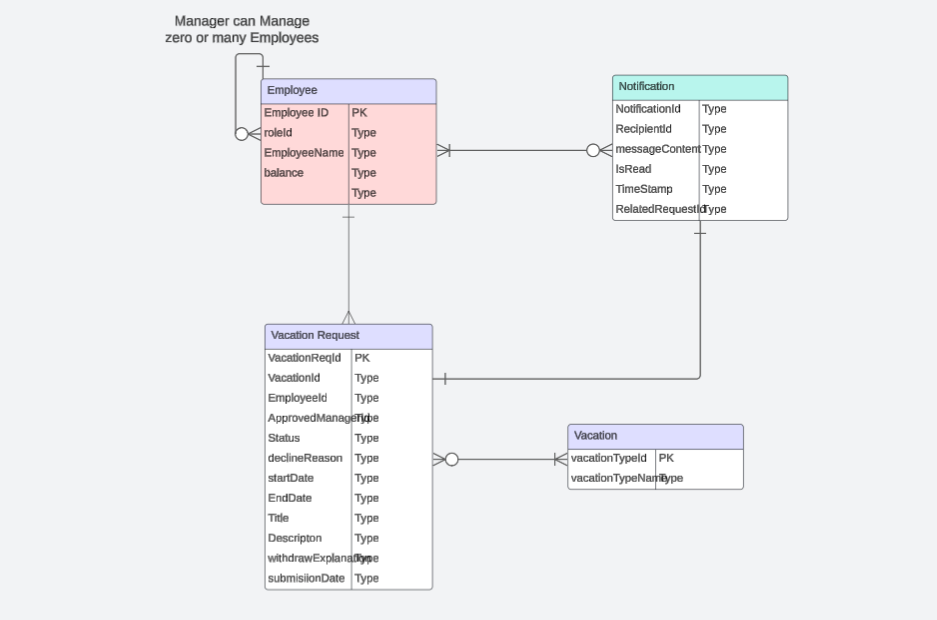 Manager can Manage
zero or many Employees
Employee
Employee ID PK
roleId Type
EmployeeName Type
balance Type
Type
Notification
NotificationId Type
RecipientId Type
messageContent Type
IsRead Type
TimeStamp Type
RelatedRequestId Type
Vacation Request
VacationReqId PK
VacationId Type
EmployeeId Type
ApprovedManagerId Type
Status Type
declineReason Type
startDate Type
EndDate Type
Title Type
Descripton Type
withdrawExplanation Type
submisiionDate Type
Vacation
vacationTypeId PK
vacationTypeName Type